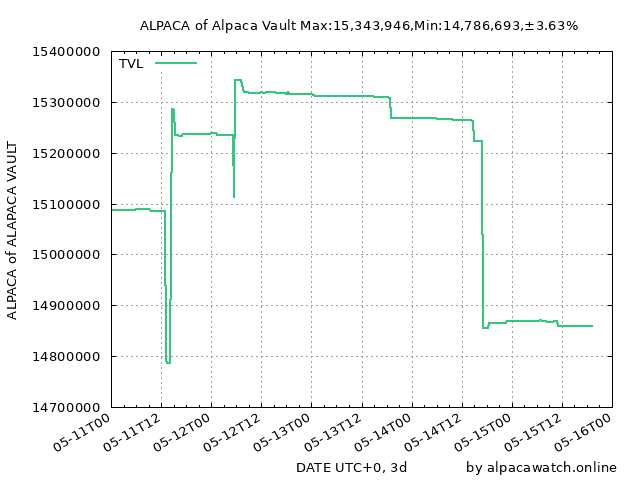 ALPACA of Alpaca Vault Max:15,343,946,Min:14,786,693,±3.63%
15400000
TVL
15300000
15200000
15100000
15000000
14900000
14800000
14700000
ALPACA of ALAPACA VAULT
05-11T00
05-11T12
05-12T00
05-12T12
05-13T00
05-13T12
05-14T00
05-14T12
05-15T00
05-15T12
05-16T00
DATE UTC+0, 3d
by alpacawatch.online